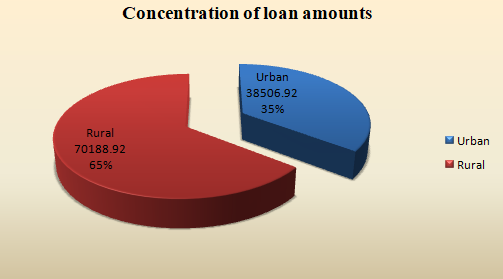 Concentration of loan amounts
Urban
38506.92
35%
Rural
70188.92
65%
Urban
Rural